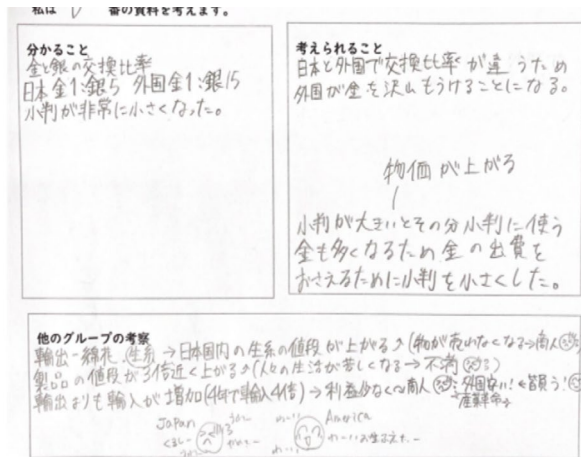 私は D 番の資料を考えます。
分かること
金と銀の交換比率
日本 金1:銀5 外国金1:銀15
小判が非常に小さくなった。
考えられること
日本と外国で交換比率が違うため
外国が金を沢山もうけることになる。
物価が上がる
小判が大きいとその分小判に使う
金も多くなるため金の出費を
おさえるために小判を小さくした。
他のグループの考察
輸出-綿花、生糸→日本国内の生糸の値段が上がる↗(物が売れなくなる→商人
製品の値段が3倍近く上がる↗(人々の生活が苦しくなる→不満
輸出よりも輸入が増加(4年で輸入4倍)→利益少なく〜商人 外国安い!←皆買う!
産業革命
Japan
America